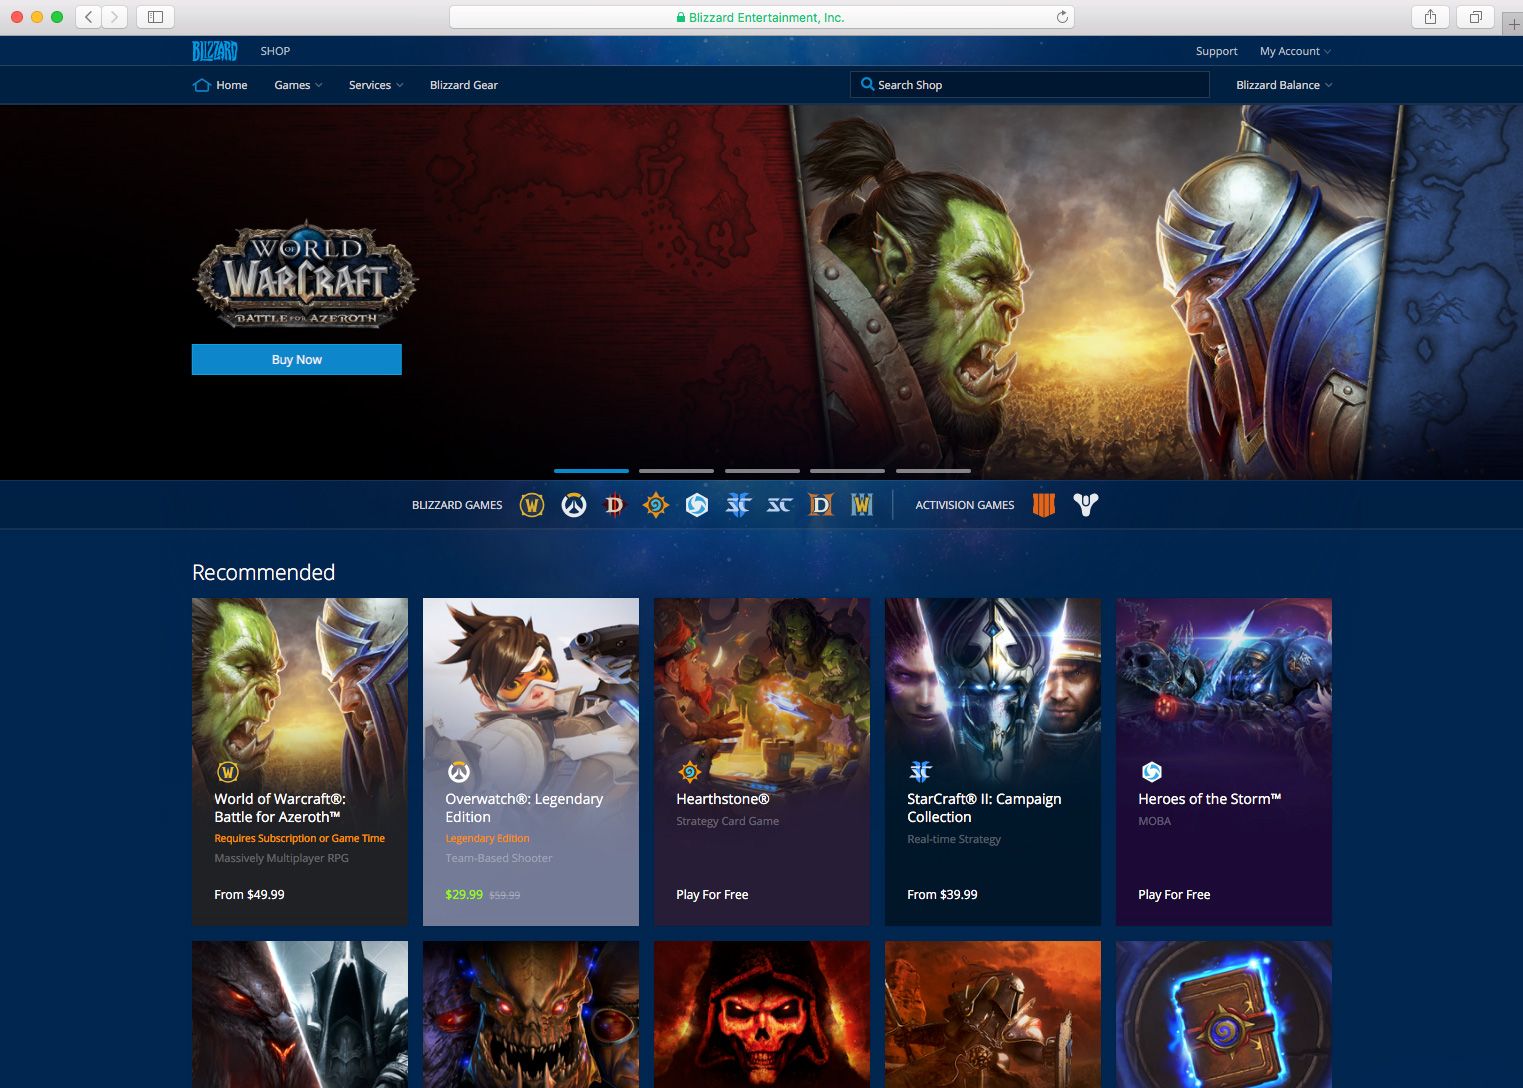 Blizzard Entertainment, Inc.
BLIZZARD SHOP Support My Account
Home Games Services Blizzard Gear Search Shop Blizzard Balance
WORLD
OF
WARCRAFT
BATTLE FOR AZEROTH
Buy Now
BLIZZARD GAMES W D SC SC D W ACTIVISION GAMES
Recommended
W
World of Warcraft®:
Battle for Azeroth™
Requires Subscription or Game Time
Massively Multiplayer RPG
From $49.99
Overwatch®: Legendary
Edition
Legendary Edition
Team-Based Shooter
$29.99 $59.99
Hearthstone®
Strategy Card Game
Play For Free
SC
StarCraft® II: Campaign
Collection
Real-time Strategy
From $39.99
Heroes of the Storm™
MOBA
Play For Free